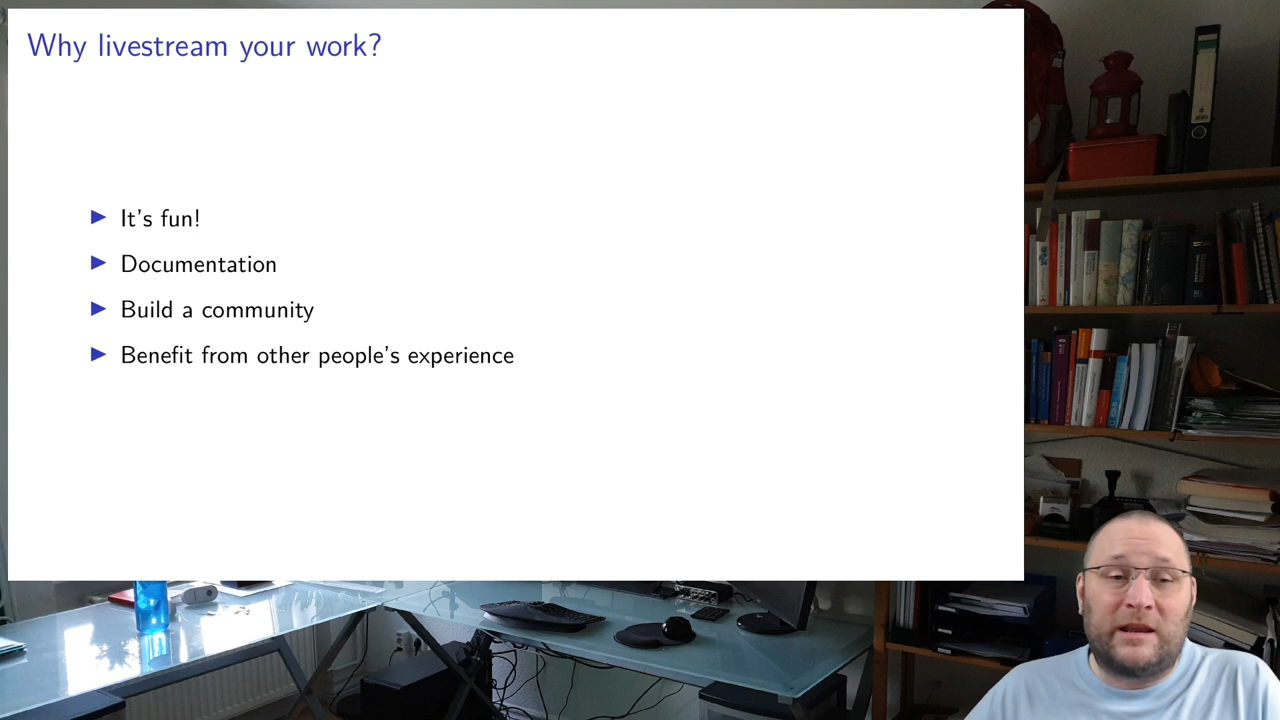 Why livestream your work?
It's fun!
Documentation
Build a community
Benefit from other people's experience